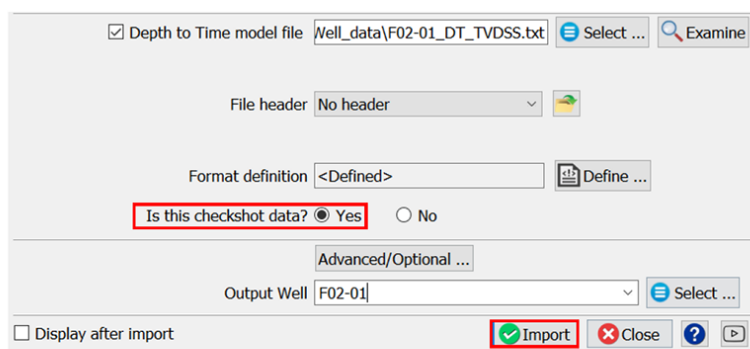 Depth to Time model file Well_data\F02-01_DT_TVDSS.txt Select ... Examine
File header No header
Format definition <Defined> Define ...
Is this checkshot data? Yes No
Advanced/Optional ...
Output Well F02-01 Select ...
Display after import Import Close ?